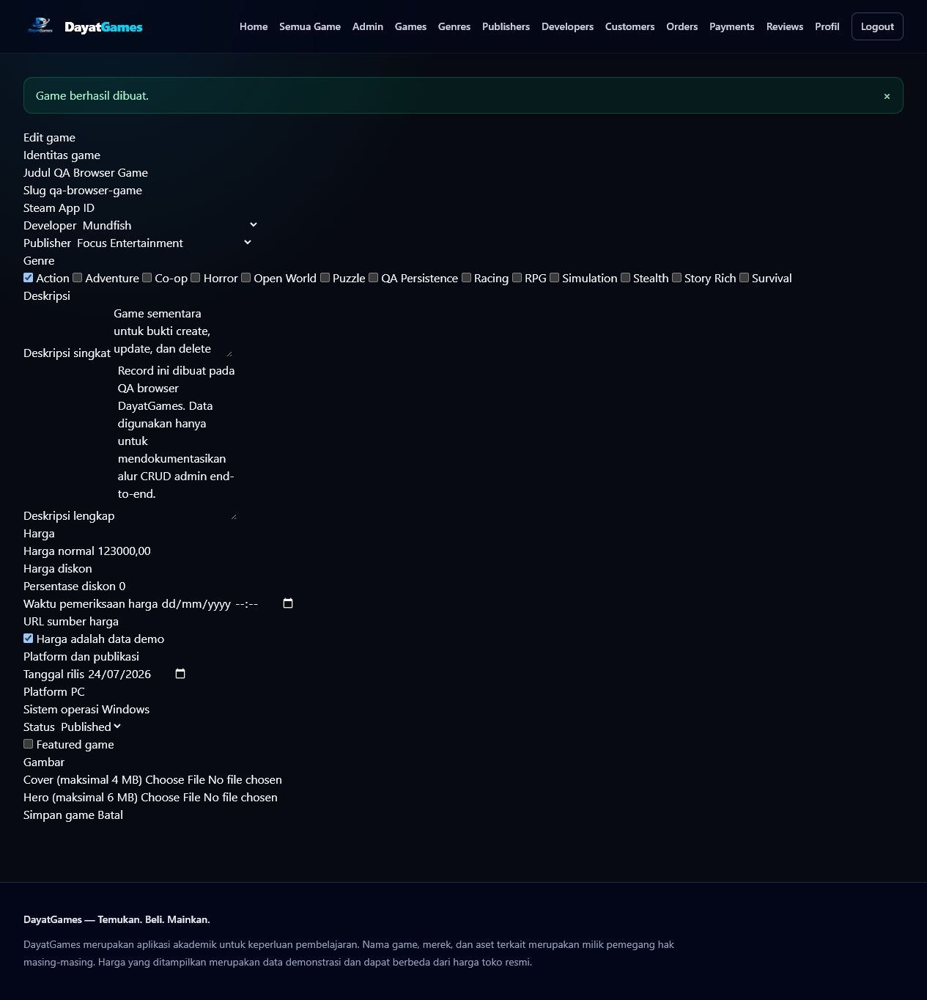 DayatGames
DayatGames Home Semua Game Admin Games Genres Publishers Developers Customers Orders Payments Reviews Profil Logout
Game berhasil dibuat. ×
Edit game
Identitas game
Judul QA Browser Game
Slug qa-browser-game
Steam App ID
Developer Mundfish
Publisher Focus Entertainment
Genre
Action Adventure Co-op Horror Open World Puzzle QA Persistence Racing RPG Simulation Stealth Story Rich Survival
Deskripsi
Game sementara
untuk bukti create,
update, dan delete
Deskripsi singkat
Record ini dibuat pada
QA browser
DayatGames. Data
digunakan hanya
untuk
mendokumentasikan
alur CRUD admin end-
to-end.
Deskripsi lengkap
Harga
Harga normal 123000,00
Harga diskon
Persentase diskon 0
Waktu pemeriksaan harga dd/mm/yyyy --:--
URL sumber harga
Harga adalah data demo
Platform dan publikasi
Tanggal rilis 24/07/2026
Platform PC
Sistem operasi Windows
Status Published
Featured game
Gambar
Cover (maksimal 4 MB) Choose File No file chosen
Hero (maksimal 6 MB) Choose File No file chosen
Simpan game Batal
DayatGames — Temukan. Beli. Mainkan.
DayatGames merupakan aplikasi akademik untuk keperluan pembelajaran. Nama game, merek, dan aset terkait merupakan milik pemegang hak
masing-masing. Harga yang ditampilkan merupakan data demonstrasi dan dapat berbeda dari harga toko resmi.